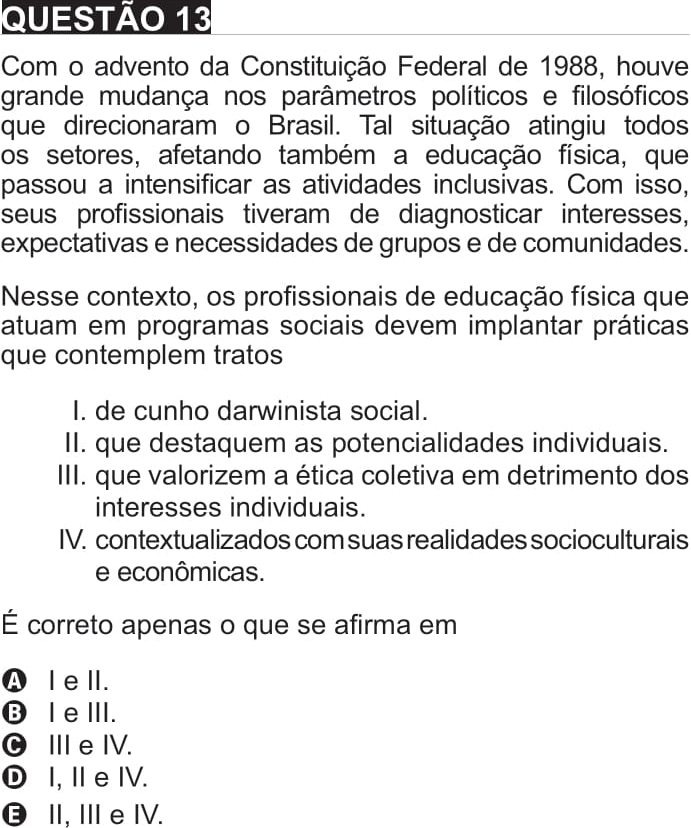 QUESTÃO 13
Com o advento da Constituição Federal de 1988, houve
grande mudança nos parâmetros políticos e filosóficos
que direcionaram o Brasil. Tal situação atingiu todos
os setores, afetando também a educação física, que
passou a intensificar as atividades inclusivas. Com isso,
seus profissionais tiveram de diagnosticar interesses,
expectativas e necessidades de grupos e de comunidades.
Nesse contexto, os profissionais de educação física que
atuam em programas sociais devem implantar práticas
que contemplem tratos
I. de cunho darwinista social.
II. que destaquem as potencialidades individuais.
III. que valorizem a ética coletiva em detrimento dos
interesses individuais.
IV. contextualizados com suas realidades socioculturais
e econômicas.
É correto apenas o que se afirma em
A I e II.
B I e III.
C III e IV.
D I, II e IV.
E II, III e IV.